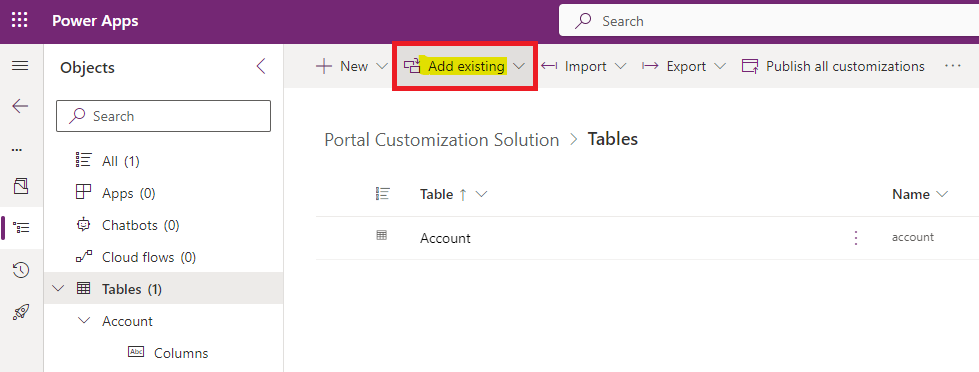 Power Apps
Search
Objects
New
Add existing
Import
Export
Publish all customizations
...
Search
All (1)
Apps (0)
Chatbots (0)
Cloud flows (0)
Tables (1)
Account
Abc Columns
Portal Customization Solution > Tables
Table ↑
Name
Account
account